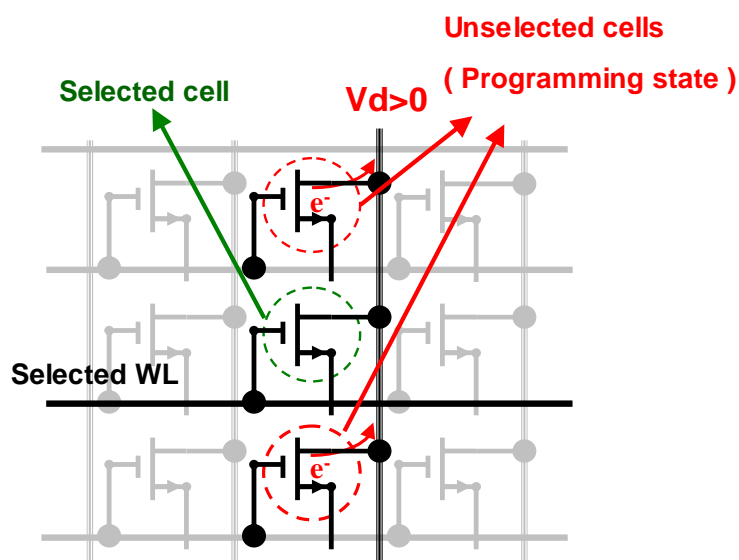 Unselected cells
( Programming state )
Selected cell
Vd>0
e-
Selected WL
e-